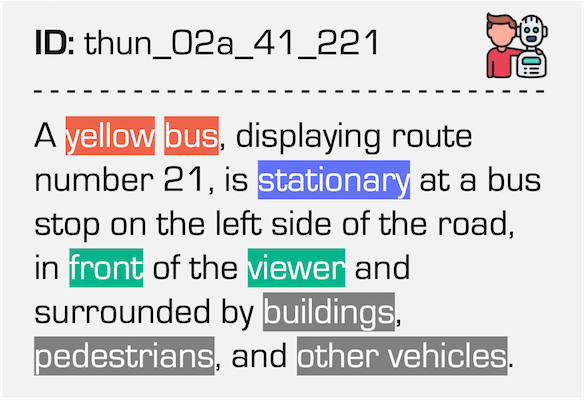 ID: thun_02a_41_221
A yellow bus, displaying route
number 21, is stationary at a bus
stop on the left side of the road,
in front of the viewer and
surrounded by buildings,
pedestrians, and other vehicles.